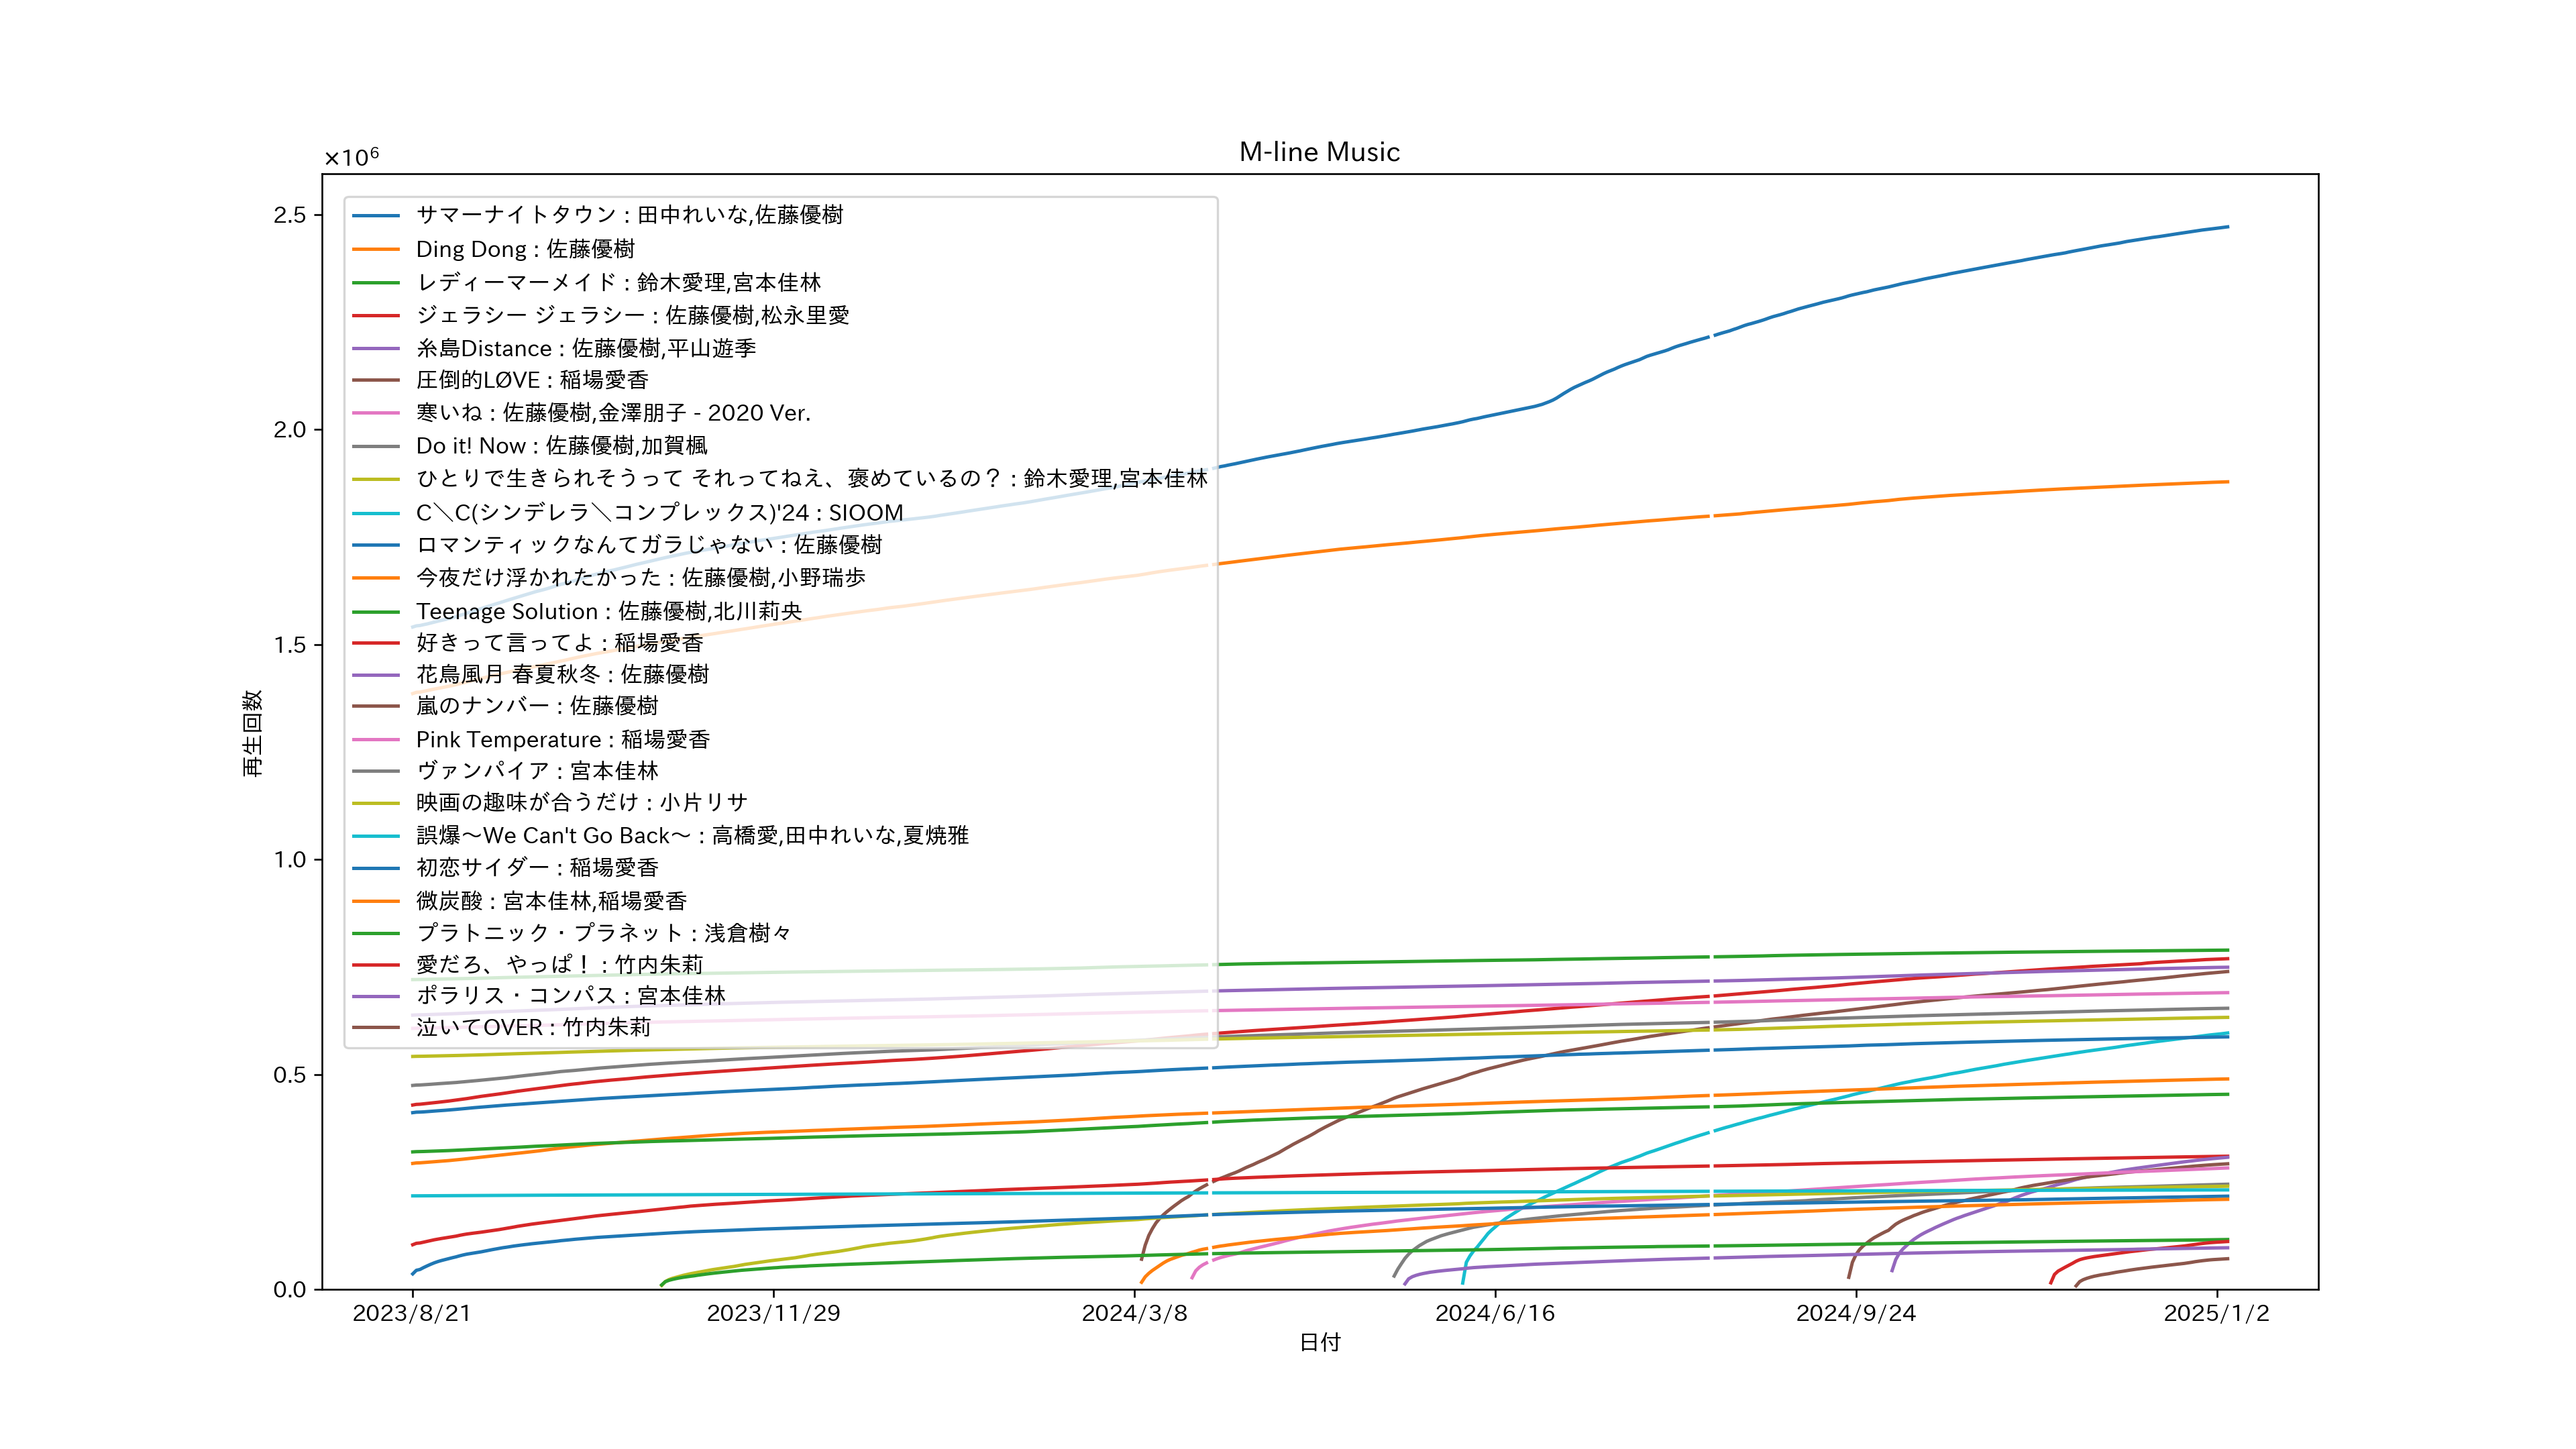 M-line Music
×10⁶
2.5
2.0
1.5
1.0
0.5
0.0
再生回数
サマーナイトタウン : 田中れいな,佐藤優樹
Ding Dong : 佐藤優樹
レディーマーメイド : 鈴木愛理,宮本佳林
ジェラシー ジェラシー : 佐藤優樹,松永里愛
糸島Distance : 佐藤優樹,平山遊季
圧倒的LØVE : 稲場愛香
寒いね : 佐藤優樹,金澤朋子 - 2020 Ver.
Do it! Now : 佐藤優樹,加賀楓
ひとりで生きられそうって それってねえ、褒めているの？ : 鈴木愛理,宮本佳林
C＼C(シンデレラ＼コンプレックス)'24 : SIOOM
ロマンティックなんてガラじゃない : 佐藤優樹
今夜だけ浮かれたかった : 佐藤優樹,小野瑞歩
Teenage Solution : 佐藤優樹,北川莉央
好きって言ってよ : 稲場愛香
花鳥風月 春夏秋冬 : 佐藤優樹
嵐のナンバー : 佐藤優樹
Pink Temperature : 稲場愛香
ヴァンパイア : 宮本佳林
映画の趣味が合うだけ : 小片リサ
誤爆〜We Can't Go Back〜 : 高橋愛,田中れいな,夏焼雅
初恋サイダー : 稲場愛香
微炭酸 : 宮本佳林,稲場愛香
プラトニック・プラネット : 浅倉樹々
愛だろ、やっぱ！ : 竹内朱莉
ポラリス・コンパス : 宮本佳林
泣いてOVER : 竹内朱莉
2023/8/21
2023/11/29
2024/3/8
2024/6/16
2024/9/24
2025/1/2
日付